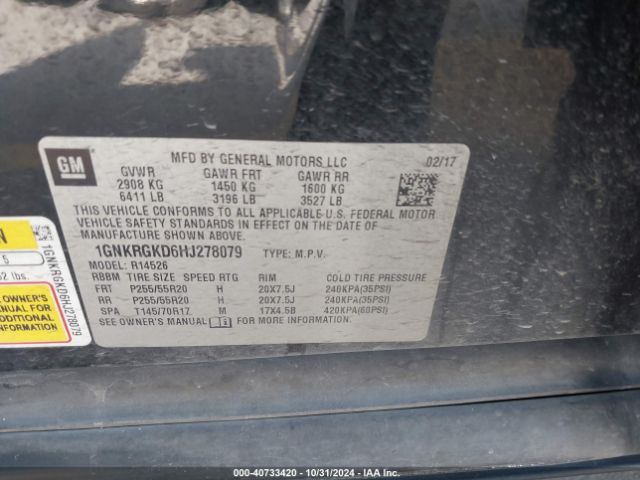 GM
MFD BY GENERAL MOTORS LLC 02/17
GVWR GAWR FRT GAWR RR
2908 KG 1450 KG 1600 KG
6411 LB 3196 LB 3527 LB
THIS VEHICLE CONFORMS TO ALL APPLICABLE U.S. FEDERAL MOTOR
VEHICLE SAFETY STANDARDS IN EFFECT ON THE DATE OF
MANUFACTURE SHOWN ABOVE.
1GNKRGKD6HJ278079 TYPE: M.P.V.
MODEL: R14526
RBBM TIRE SIZE SPEED RTG RIM COLD TIRE PRESSURE
FRT P255/55R20 H 20X7.5J 240KPA(35PSI)
RR P255/55R20 H 20X7.5J 240KPA(35PSI)
SPA T145/70R17 M 17X4.5B 420KPA(60PSI)
SEE OWNER'S MANUAL FOR MORE INFORMATION.
N
5
lbs.
OWNER'S
MANUAL FOR
ADDITIONAL
INFORMATION
1GNKRGKD6HJ278079
000-40733420 - 10/31/2024 - IAA, Inc.